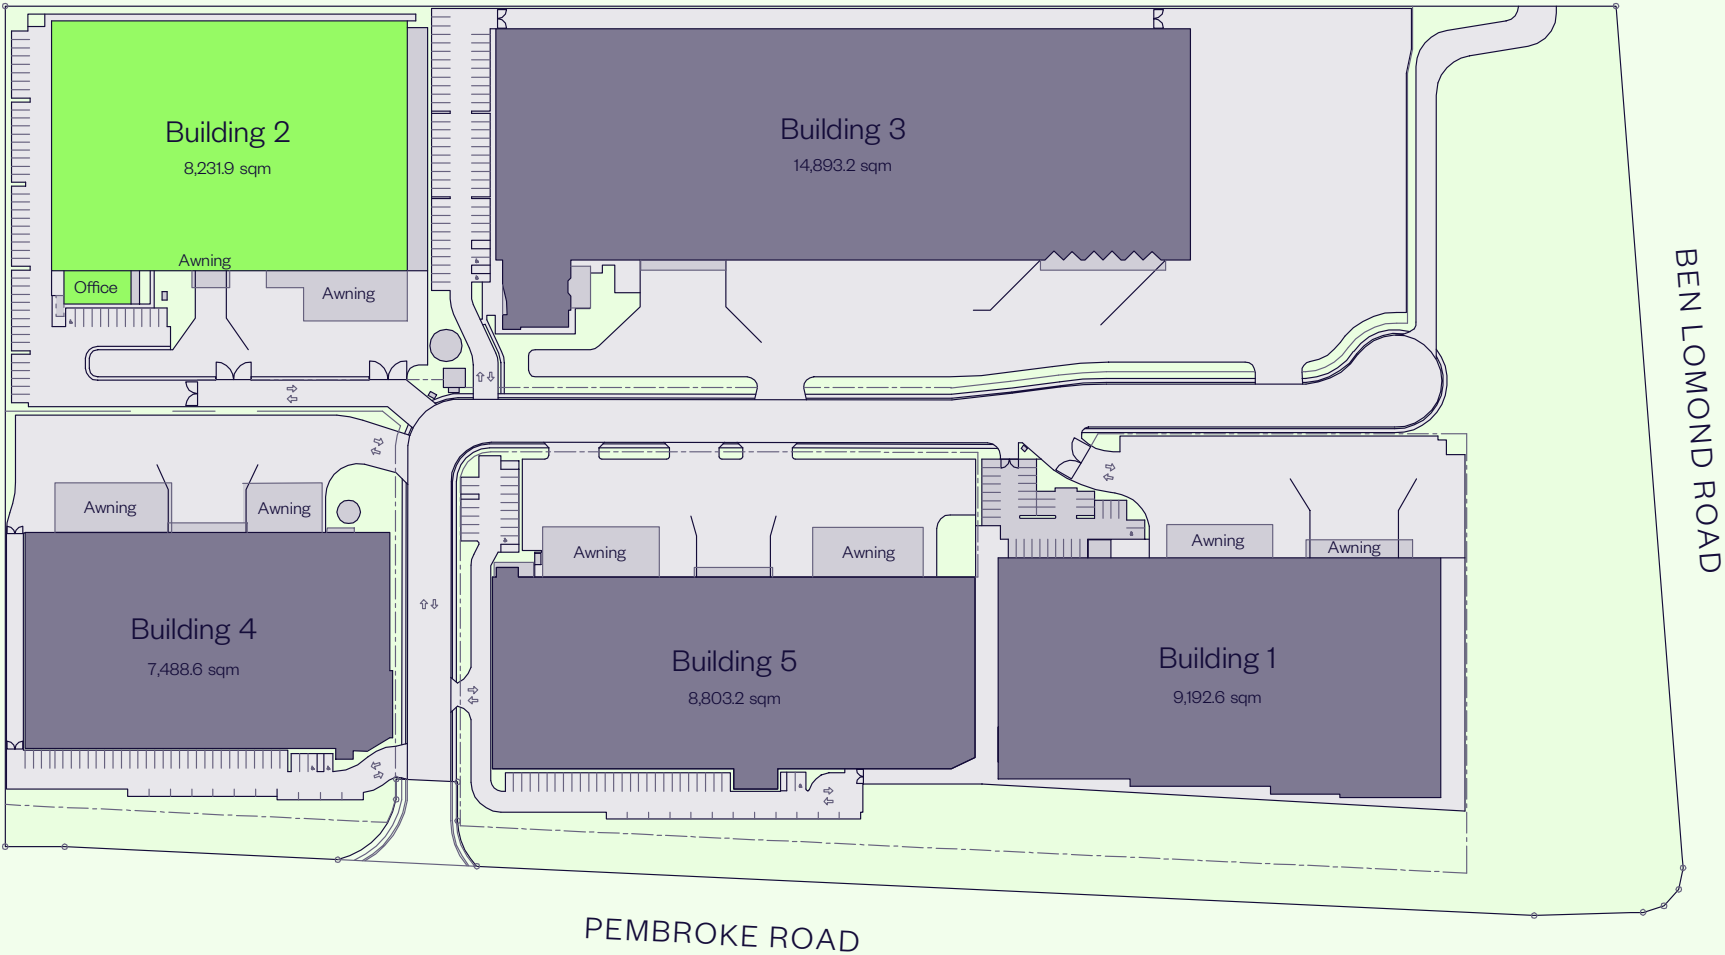 Building 2
8,231.9 sqm
Awning
Office
Awning
Building 3
14,893.2 sqm
BEN LOMOND ROAD
Awning
Awning
Building 4
7,488.6 sqm
Awning
Awning
Building 5
8,803.2 sqm
Awning
Awning
Building 1
9,192.6 sqm
PEMBROKE ROAD